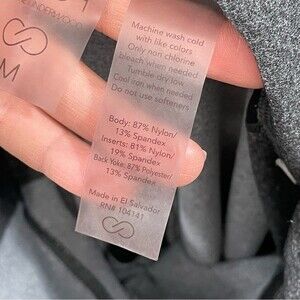 UNDERWOOD
M
Machine wash cold
with like colors
Only non chlorine
bleach when needed
Tumble dry low
Cool iron when needed
Do not use softeners
Body: 87% Nylon/
13% Spandex
Inserts: 81% Nylon/
19% Spandex
Back Yoke: 87% Polyester/
13% Spandex
Made in El Salvador
RN# 104141